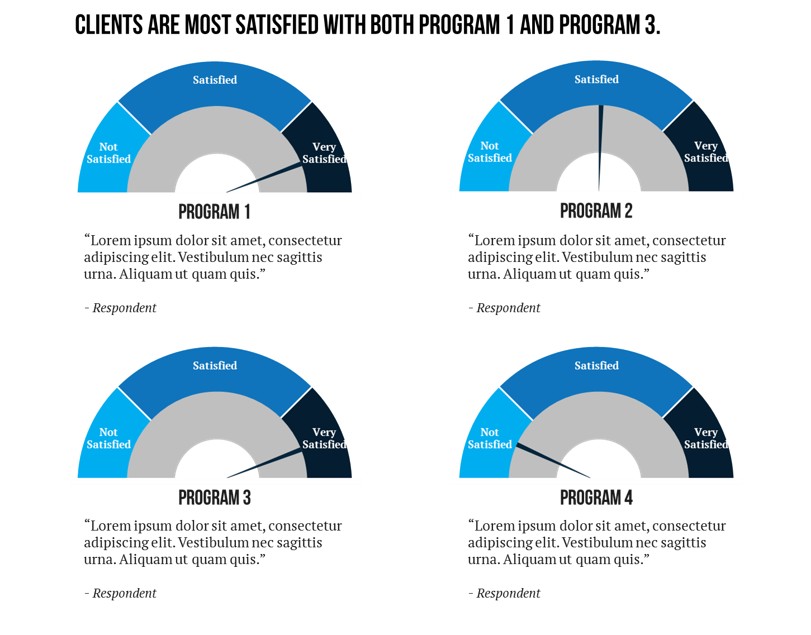 CLIENTS ARE MOST SATISFIED WITH BOTH PROGRAM 1 AND PROGRAM 3.
Satisfied
Not
Satisfied
Very
Satisfied
PROGRAM 1
“Lorem ipsum dolor sit amet, consectetur
adipiscing elit. Vestibulum nec sagittis
urna. Aliquam ut quam quis.”
- Respondent
Satisfied
Not
Satisfied
Very
Satisfied
PROGRAM 2
“Lorem ipsum dolor sit amet, consectetur
adipiscing elit. Vestibulum nec sagittis
urna. Aliquam ut quam quis.”
- Respondent
Satisfied
Not
Satisfied
Very
Satisfied
PROGRAM 3
“Lorem ipsum dolor sit amet, consectetur
adipiscing elit. Vestibulum nec sagittis
urna. Aliquam ut quam quis.”
- Respondent
Satisfied
Not
Satisfied
Very
Satisfied
PROGRAM 4
“Lorem ipsum dolor sit amet, consectetur
adipiscing elit. Vestibulum nec sagittis
urna. Aliquam ut quam quis.”
- Respondent